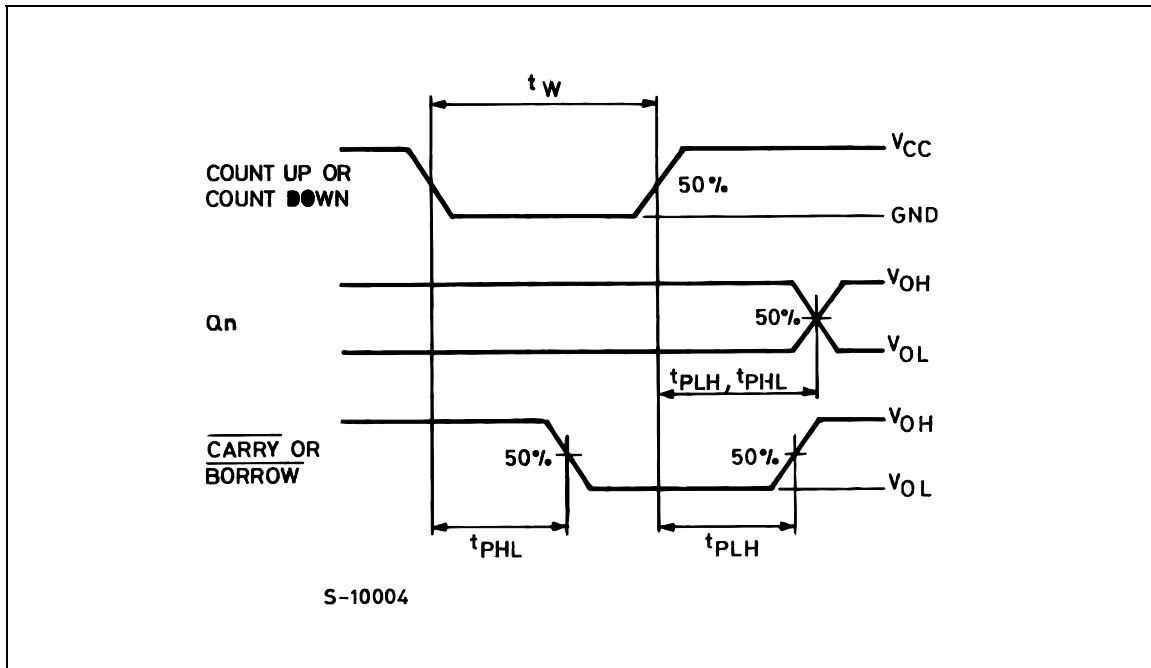 t W
COUNT UP OR
COUNT DOWN
50%
VCC
GND
Qn
50%
VOH
VOL
tPLH, tPHL
CARRY OR
BORROW
50%
50%
VOH
VOL
tPHL
tPLH
S-10004